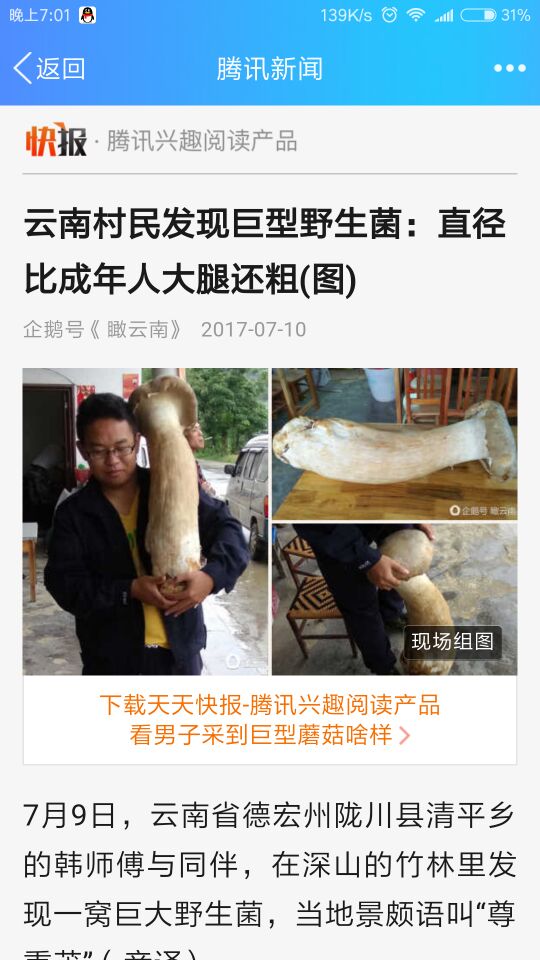 晚上7:01
139K/s
31%
返回
腾讯新闻
快报·腾讯兴趣阅读产品
云南村民发现巨型野生菌：直径
比成年人大腿还粗(图)
企鹅号《瞰云南》 2017-07-10
企鹅号 瞰云南
现场组图
下载天天快报-腾讯兴趣阅读产品
看男子采到巨型蘑菇啥样
7月9日，云南省德宏州陇川县清平乡
的韩师傅与同伴，在深山的竹林里发
现一窝巨大野生菌，当地景颇语叫“尊